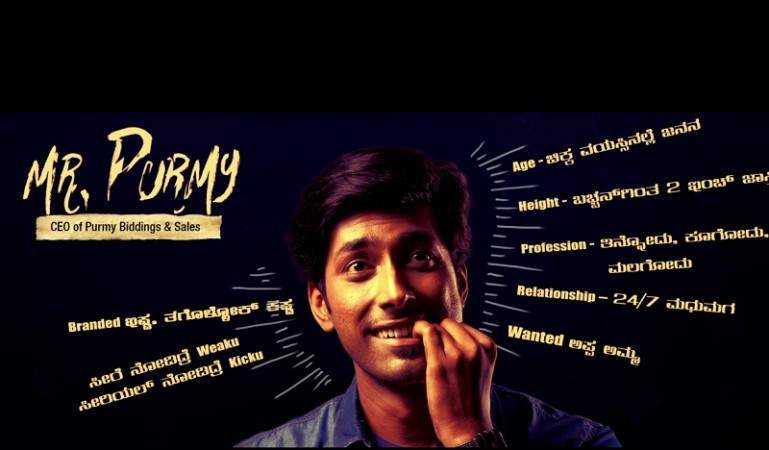 MR. PURMY
CEO of Purmy Biddings & Sales
Age - ಚಿಕ್ಕ ವಯಸ್ಸಿನಲ್ಲೆ ಜನನ
Height - ಬಚ್ಚನ್‌ಗಿಂತ 2 ಇಂಚ್
Profession - ತಿನ್ನೋದು, ಕೂಗೋದು,
ಮಲಗೋದು
Relationship – 24/7 ಮಧುಮಗ
Wanted ಅಪ್ಪ ಅಮ್ಮ
Branded ಇಷ್ಟ, ತಗೊಳ್ಳೋಕ್ ಕಷ್ಟ
ಸೀರೆ ನೋಡಿದ್ರೆ Weaku
ಸೀರಿಯಲ್ ನೋಡಿದ್ರೆ Kicku